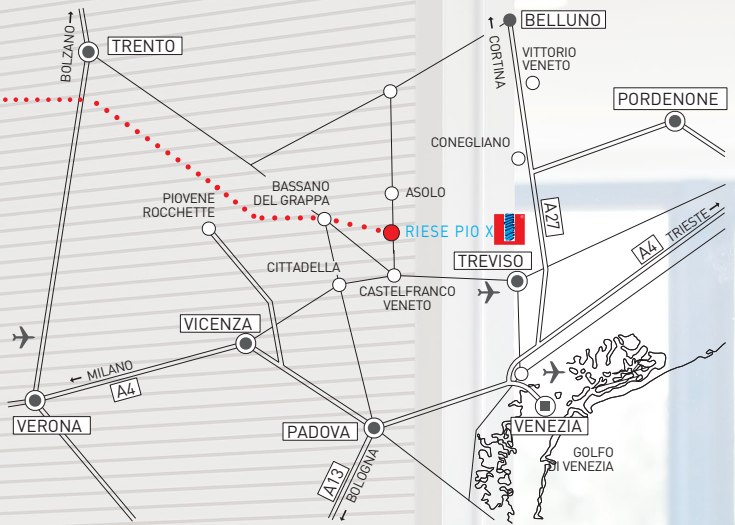 BOLZANO
TRENTO
CORTINA
BELLUNO
VITTORIO
VENETO
PORDENONE
CONEGLIANO
BASSANO
DEL GRAPPA
ASOLO
PIOVENE
ROCCHETTE
RIESE PIO X
A27
A4
TRIESTE
CITTADELLA
TREVISO
CASTELFRANCO
VENETO
VICENZA
MILANO
A4
VERONA
PADOVA
VENEZIA
GOLFO
DI VENEZIA
A13
BOLOGNA